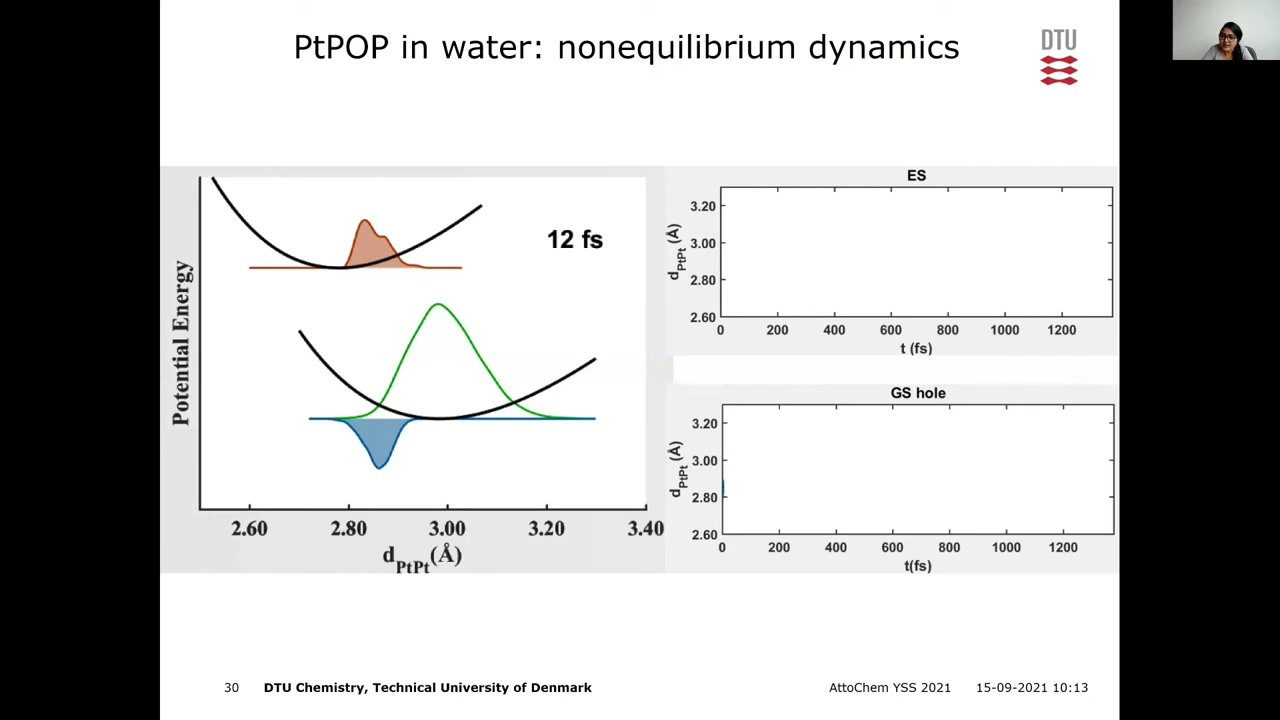 PtPOP in water: nonequilibrium dynamics
DTU
Potential Energy
12 fs
2.60 2.80 3.00 3.20 3.40
dPtPt(Å)
ES
dPtPt (Å)
3.20
3.00
2.80
2.60
0 200 400 600 800 1000 1200
t (fs)
GS hole
dPtPt (Å)
3.20
3.00
2.80
2.60
0 200 400 600 800 1000 1200
t(fs)
30 DTU Chemistry, Technical University of Denmark AttoChem YSS 2021 15-09-2021 10:13